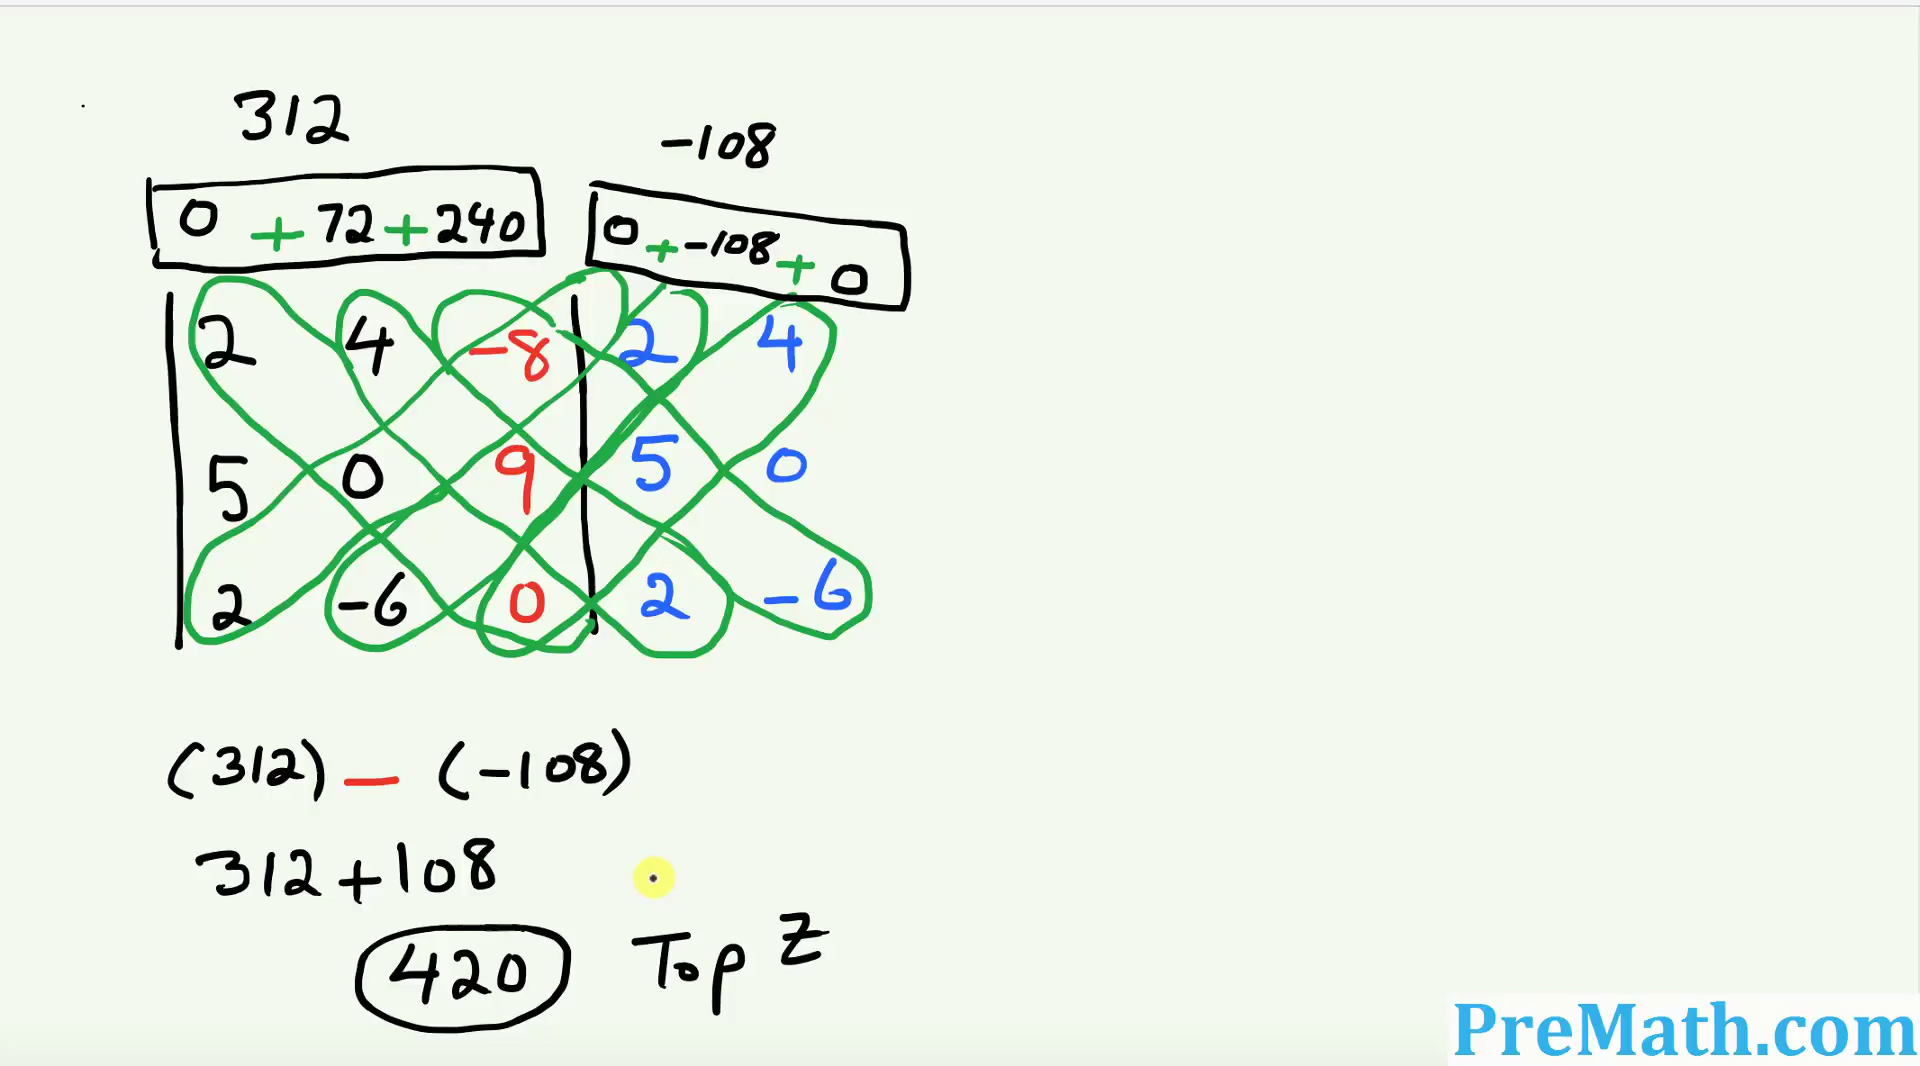 312
-108
0 + 72 + 240
0 + -108 + 0
2 4 -8 2 4
5 0 9 5 0
2 -6 0 2 -6
(312) - (-108)
312 + 108
420 Top Z
PreMath.com